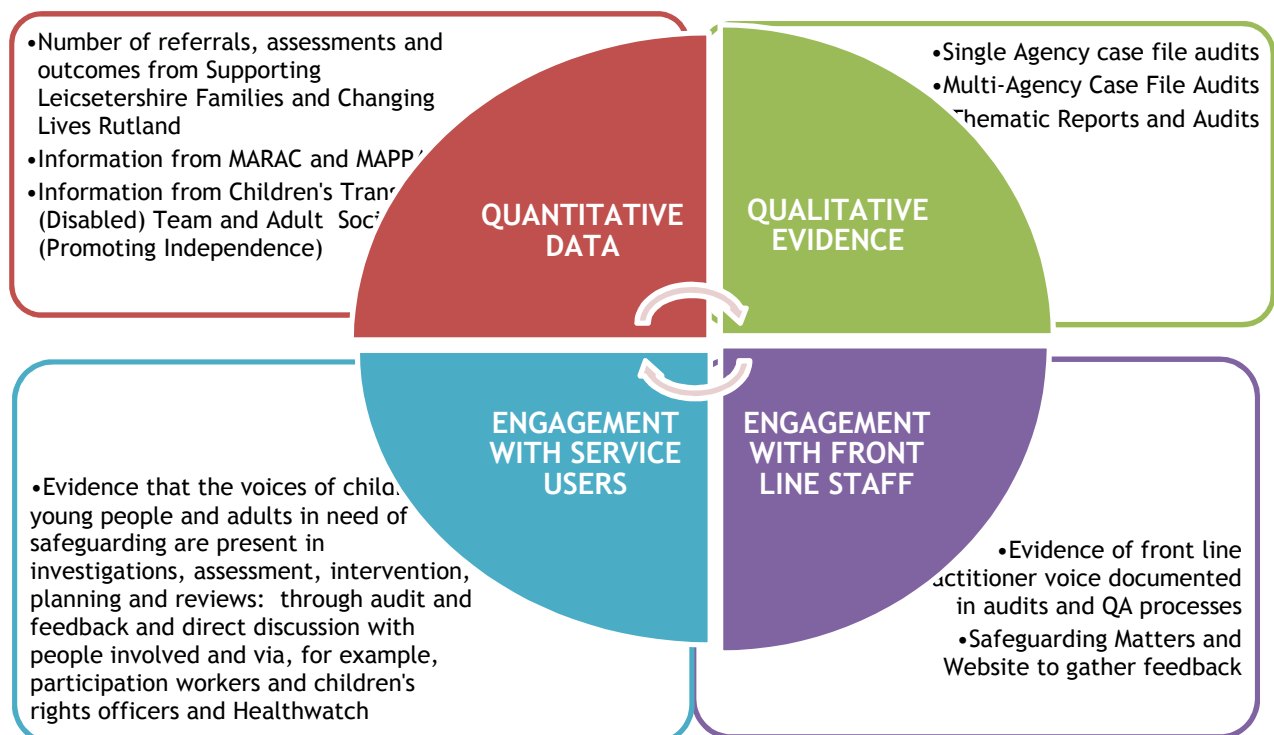 •Number of referrals, assessments and
outcomes from Supporting
Leicsetershire Families and Changing
Lives Rutland
•Information from MARAC and
•Information from Children's
(Disabled) Team and Adult
(Promoting Independence)
QUANTITATIVE
DATA
•Single Agency case file audits
•Multi-Agency Case File Audits
Thematic Reports and Audits
QUALITATIVE
EVIDENCE
ENGAGEMENT
WITH SERVICE
USERS
•Evidence that the voices of
young people and adults in need of
safeguarding are present in
investigations, assessment, intervention,
planning and reviews: through audit and
feedback and direct discussion with
people involved and via, for example,
participation workers and children's
rights officers and Healthwatch
ENGAGEMENT
WITH FRONT
LINE STAFF
•Evidence of front line
voice documented
in audits and QA processes
•Safeguarding Matters and
Website to gather feedback